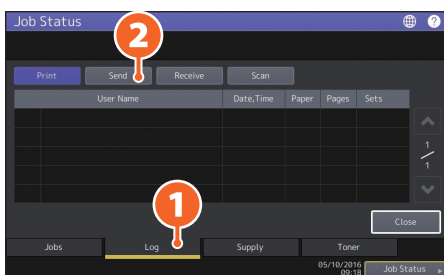 Job Status
?
2
Print Send Receive Scan
User Name Date,Time Paper Pages Sets
1
1
1
Close
Jobs Log Supply Toner
05/10/2016
09:18
Job Status